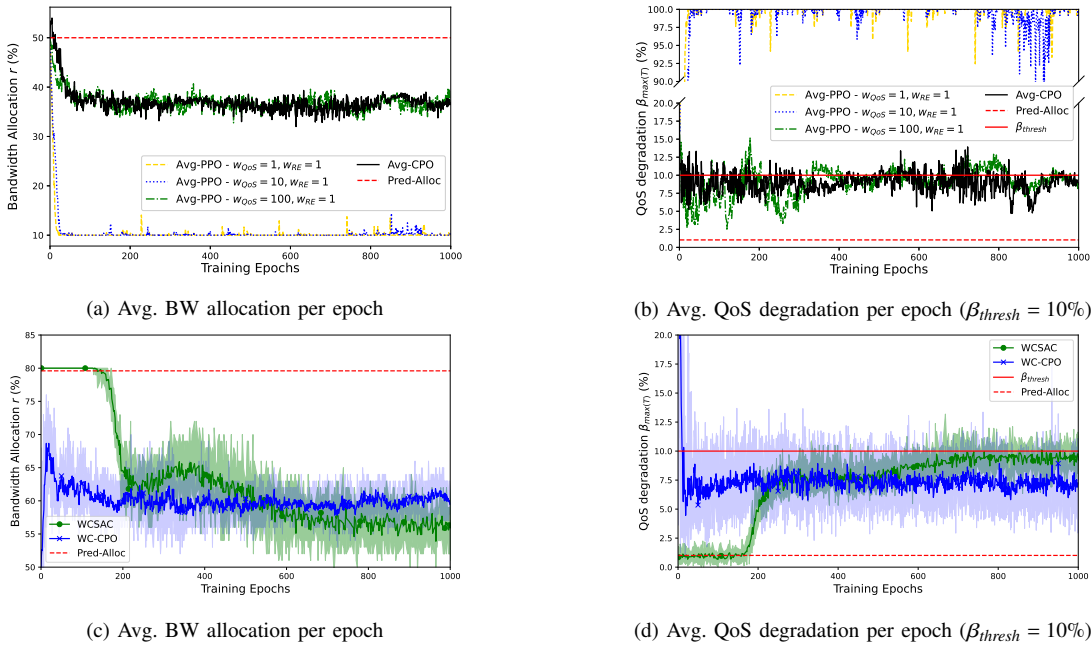 50
40
30
20
10
Bandwidth Allocation r (%)
Avg-PPO - w_QoS = 1, w_RE = 1
Avg-PPO - w_QoS = 10, w_RE = 1
Avg-PPO - w_QoS = 100, w_RE = 1
Avg-CPO
Pred-Alloc
0 200 400 600 800 1000
Training Epochs
(a) Avg. BW allocation per epoch
100.0
97.5
95.0
92.5
90.0
20.0
17.5
15.0
12.5
10.0
7.5
5.0
2.5
0.0
QoS degradation β_max(T) (%)
Avg-PPO - w_QoS = 1, w_RE = 1
Avg-PPO - w_QoS = 10, w_RE = 1
Avg-PPO - w_QoS = 100, w_RE = 1
Avg-CPO
Pred-Alloc
β_thresh
0 200 400 600 800 1000
Training Epochs
(b) Avg. QoS degradation per epoch (β_thresh = 10%)
85
80
75
70
65
60
55
50
Bandwidth Allocation r (%)
WCSAC
WC-CPO
Pred-Alloc
0 200 400 600 800 1000
Training Epochs
(c) Avg. BW allocation per epoch
20.0
17.5
15.0
12.5
10.0
7.5
5.0
2.5
0.0
QoS degradation β_max(T) (%)
WCSAC
WC-CPO
β_thresh
Pred-Alloc
0 200 400 600 800 1000
Training Epochs
(d) Avg. QoS degradation per epoch (β_thresh = 10%)